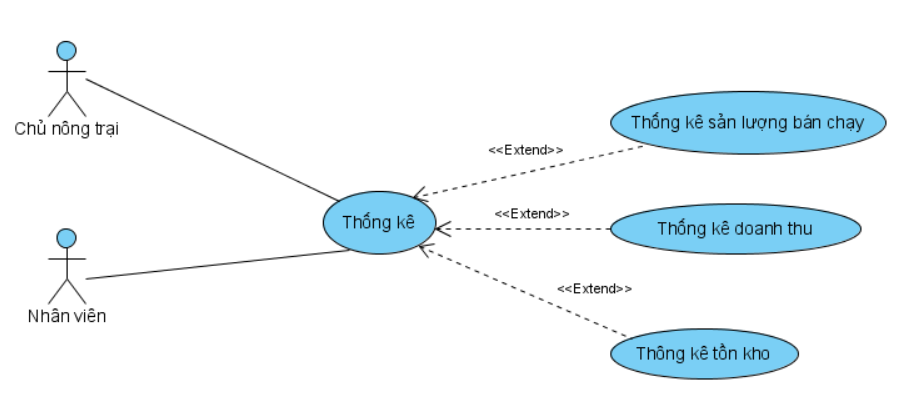 Chủ nông trại
Thống kê sản lượng bán chạy
<<Extend>>
<<Extend>>
Thống kê
Thống kê doanh thu
<<Extend>>
Nhân viên
Thông kê tồn kho